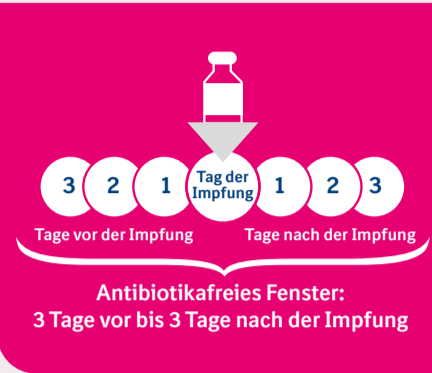 3 2 1 Tag der Impfung 1 2 3
Tage vor der Impfung Tage nach der Impfung
Antibiotikafreies Fenster:
3 Tage vor bis 3 Tage nach der Impfung